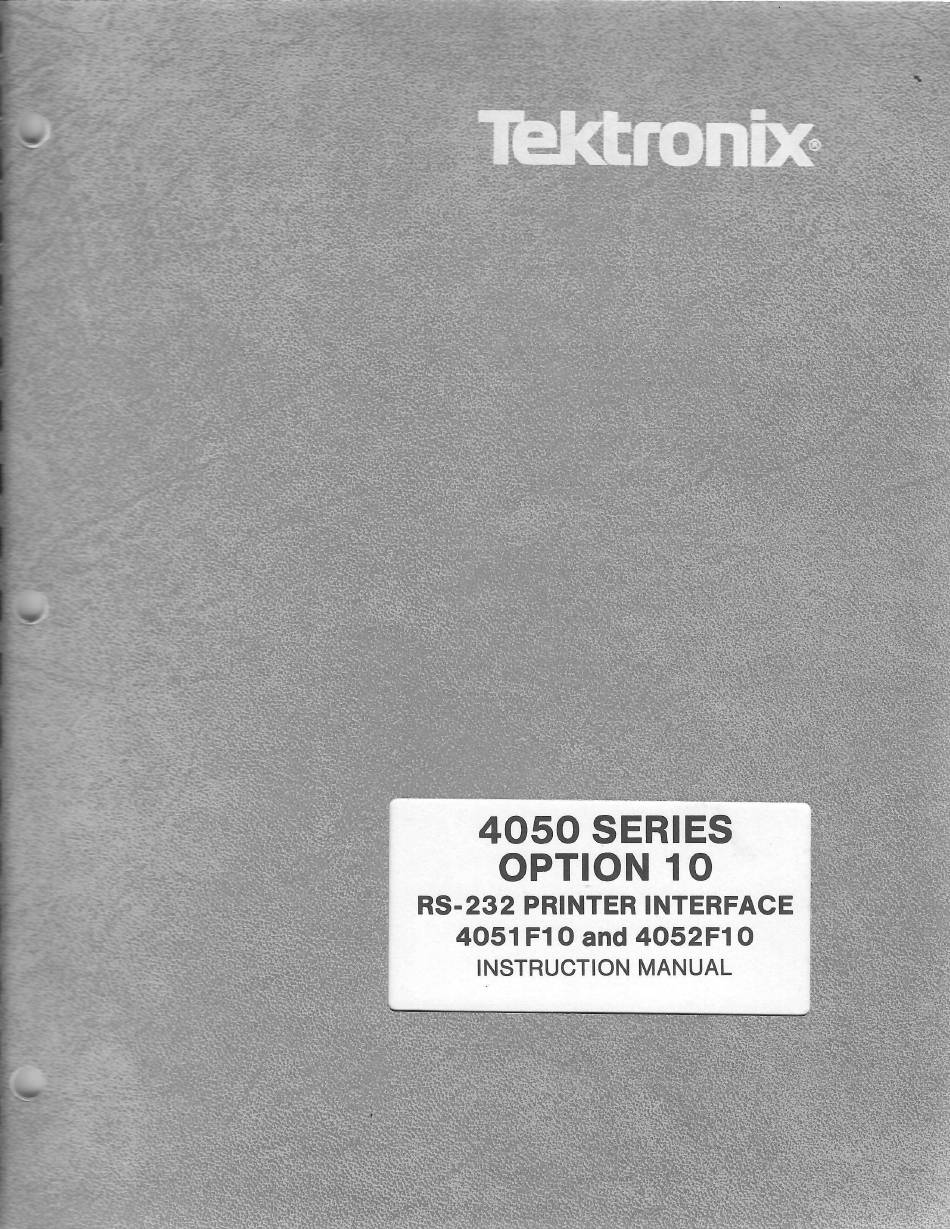 Tektronix®
4050 SERIES
OPTION 10
RS-232 PRINTER INTERFACE
4051F10 and 4052F10
INSTRUCTION MANUAL